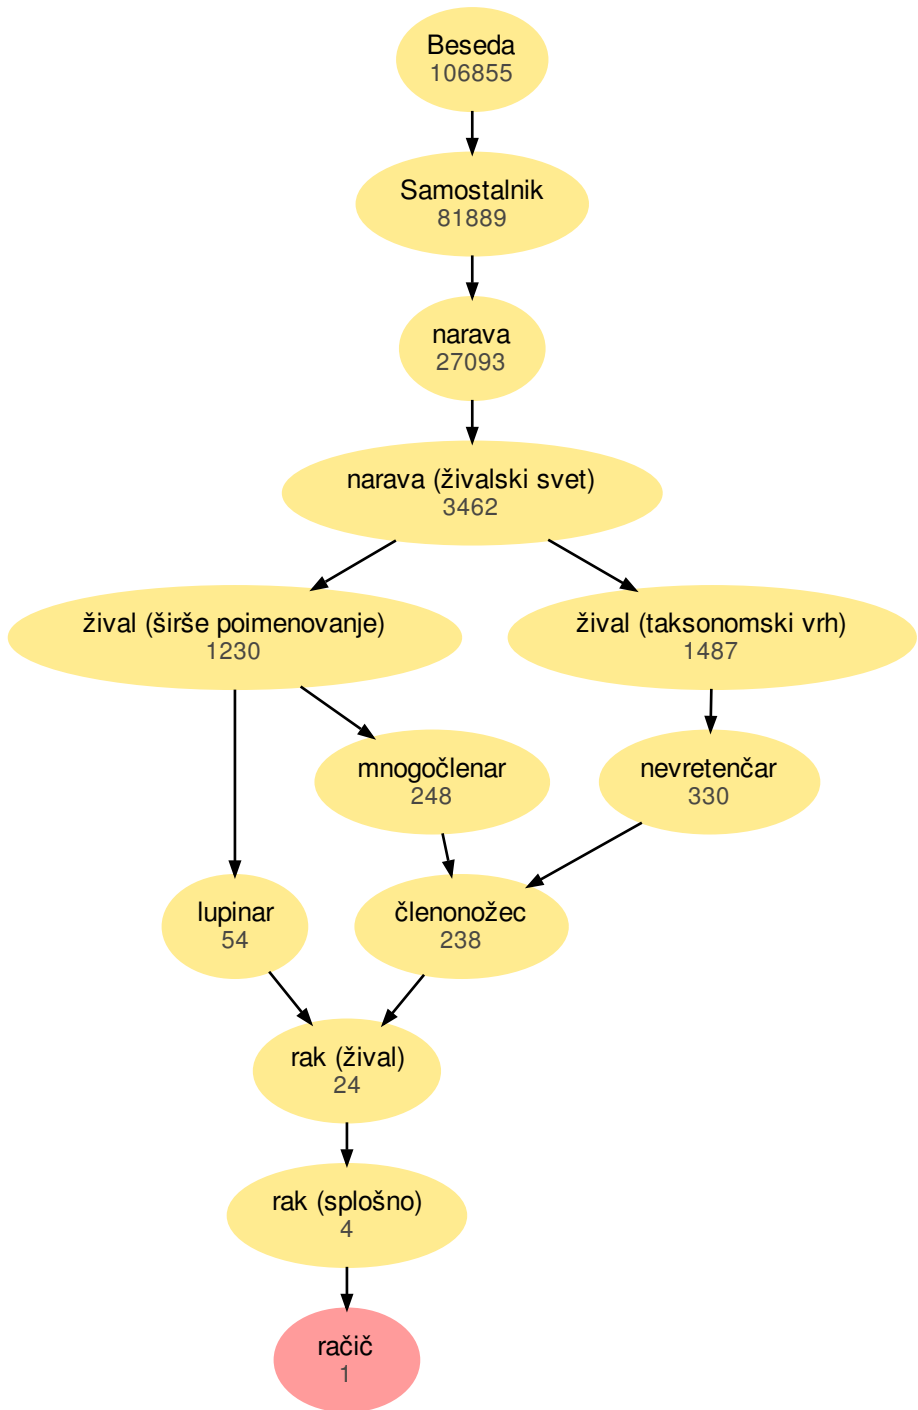 Beseda
106855
Samostalnik
81889
narava
27093
narava (živalski svet)
3462
žival (širše poimenovanje)
1230
žival (taksonomski vrh)
1487
mnogočlenar
248
nevretenčar
330
lupinar
54
členonožec
238
rak (žival)
24
rak (splošno)
4
račič
1